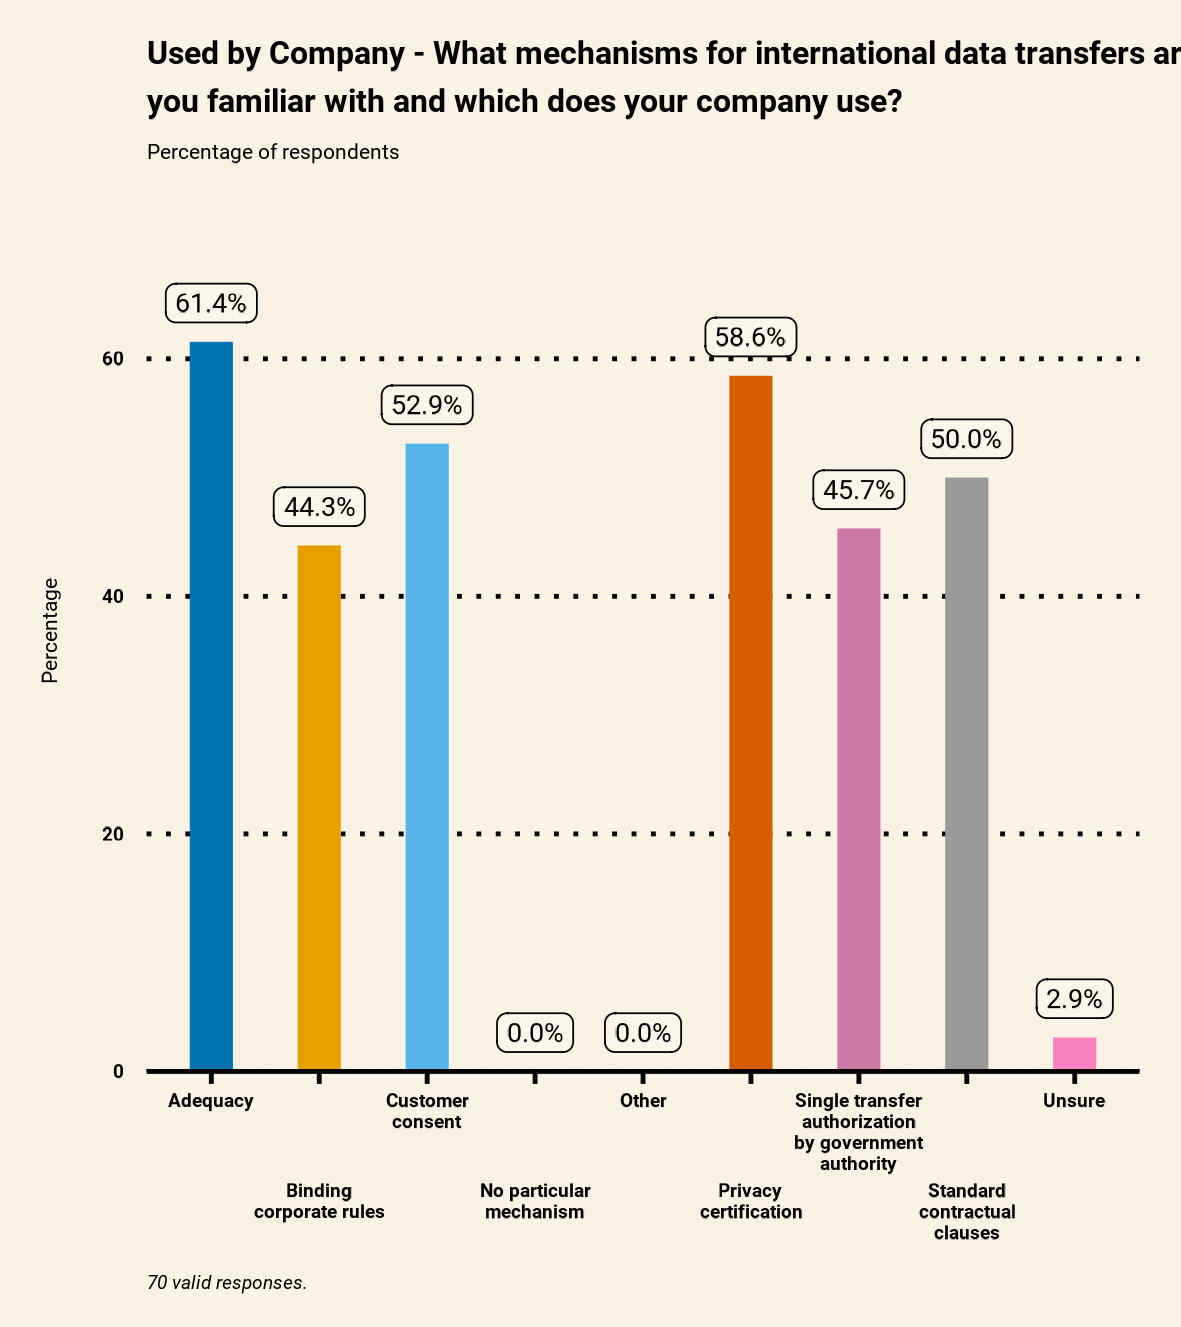 Used by Company - What mechanisms for international data transfers
you familiar with and which does your company use?
Percentage of respondents
61.4%
58.6%
60
52.9%
50.0%
45.7%
44.3%
Percentage
40
20
2.9%
0.0%
0.0%
0
Adequacy
Customer
consent
Other
Single transfer
authorization
by government
authority
Unsure
Binding
corporate rules
No particular
mechanism
Privacy
certification
Standard
contractual
clauses
70 valid responses.